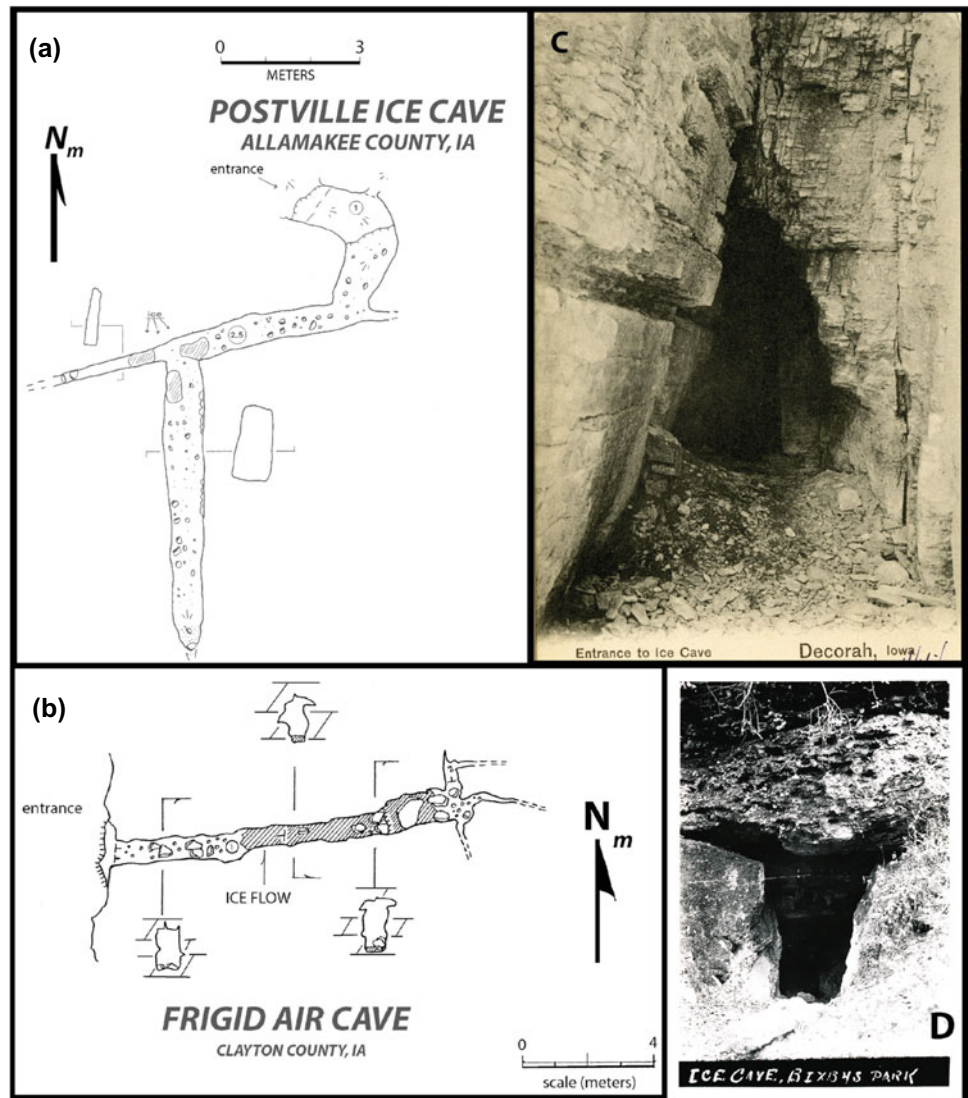 (a)
0 3
METERS
POSTVILLE ICE CAVE
ALLAMAKEE COUNTY, IA
Nm
entrance
1
ice
2.5
C
Entrance to Ice Cave Decorah, Iowa
(b)
entrance
1
ICE FLOW
Nm
FRIGID AIR CAVE
CLAYTON COUNTY, IA
0 4
scale (meters)
D
ICE CAVE, BIXBYS PARK